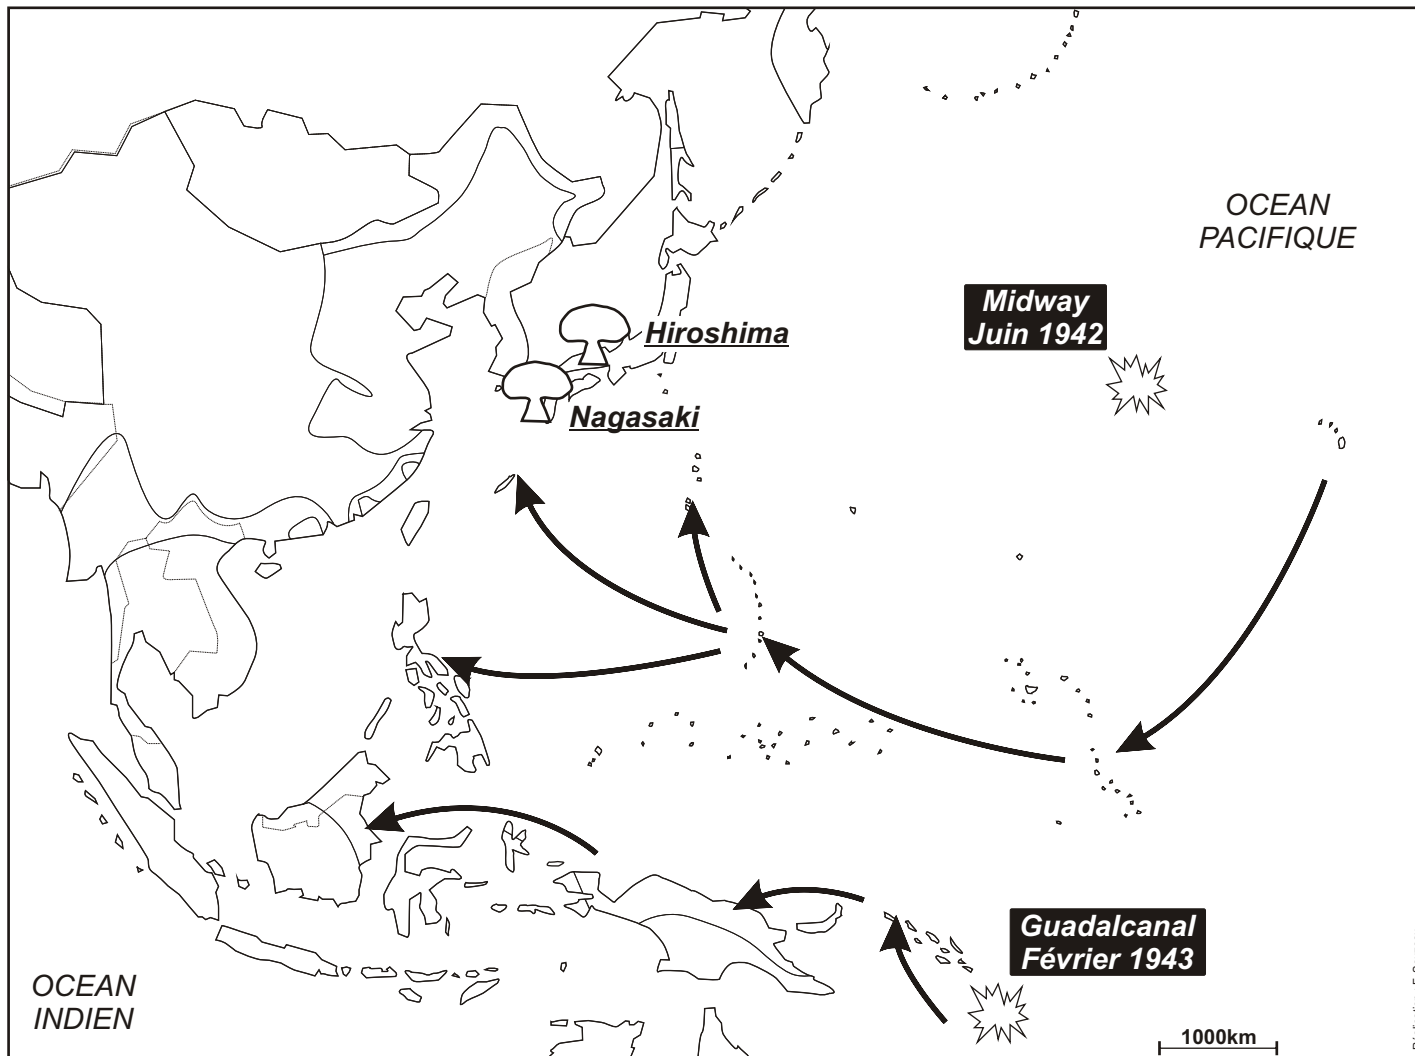 OCEAN
PACIFIQUE
Midway
Juin 1942
Hiroshima
Nagasaki
Guadalcanal
Février 1943
OCEAN
INDIEN
1000km